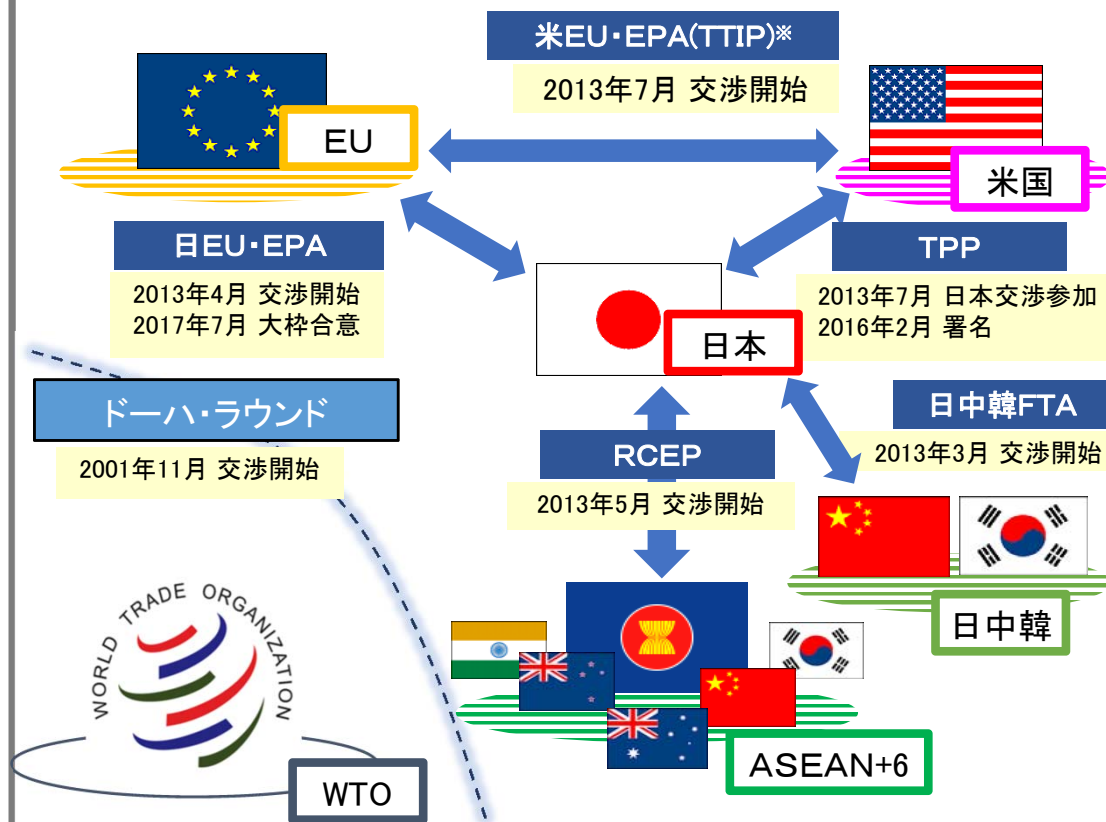 米EU・EPA(TTIP)※
2013年7月 交渉開始
EU
米国
日EU・EPA
2013年4月 交渉開始
2017年7月 大枠合意
TPP
2013年7月 日本交渉参加
2016年2月 署名
日本
ドーハ・ラウンド
2001年11月 交渉開始
日中韓FTA
2013年3月 交渉開始
RCEP
2013年5月 交渉開始
日中韓
WORLD TRADE ORGANIZATION
WTO
ASEAN+6